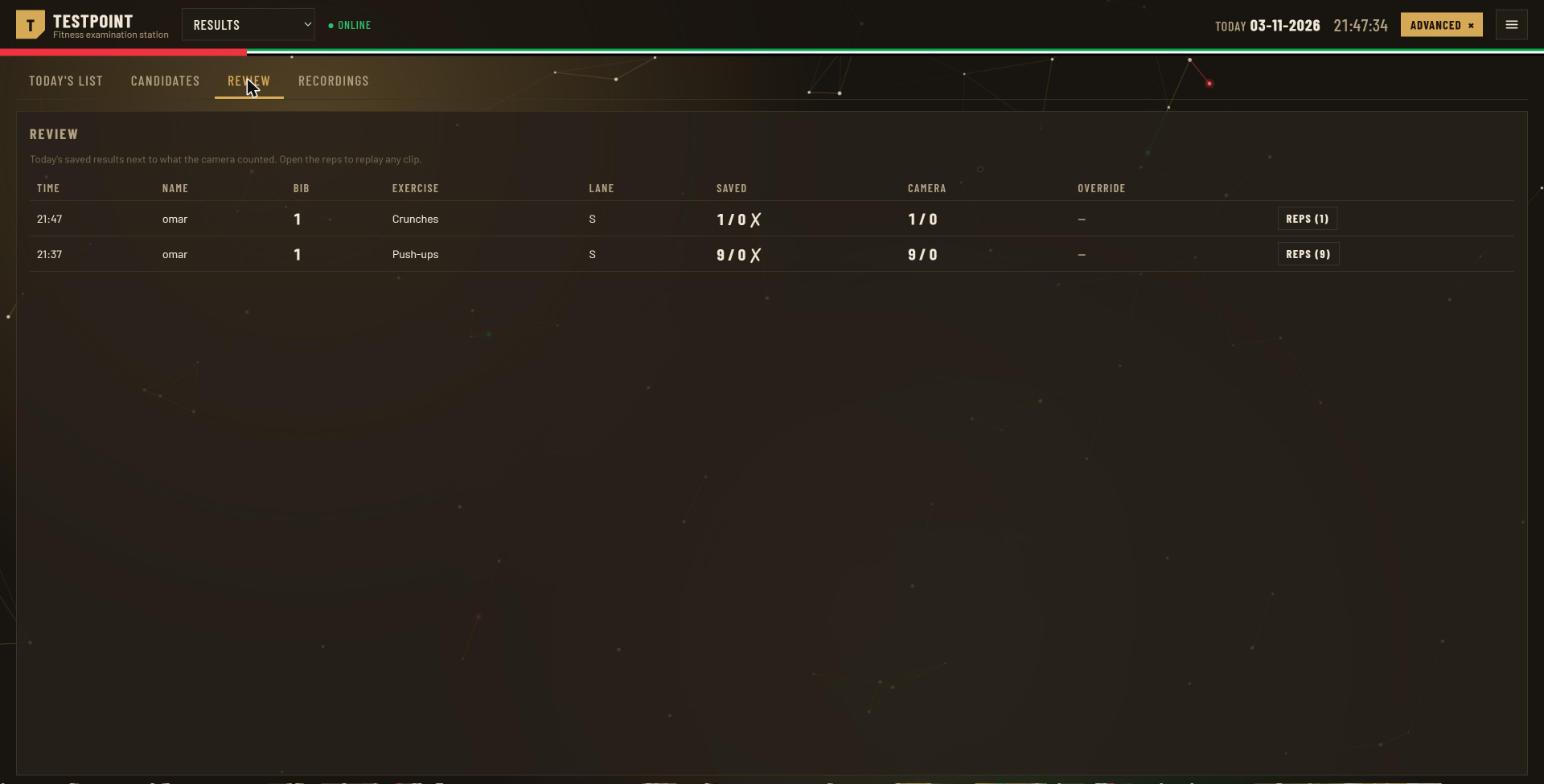 T TESTPOINT
Fitness examination station
RESULTS
ONLINE
TODAY 03-11-2026 21:47:34
ADVANCED ×
TODAY'S LIST CANDIDATES REVIEW RECORDINGS
REVIEW
Today's saved results next to what the camera counted. Open the reps to replay any clip.
TIME NAME BIB EXERCISE LANE SAVED CAMERA OVERRIDE
21:47 omar 1 Crunches S 1 / 0 ✗ 1 / 0 – REPS (1)
21:37 omar 1 Push-ups S 9 / 0 ✗ 9 / 0 – REPS (9)